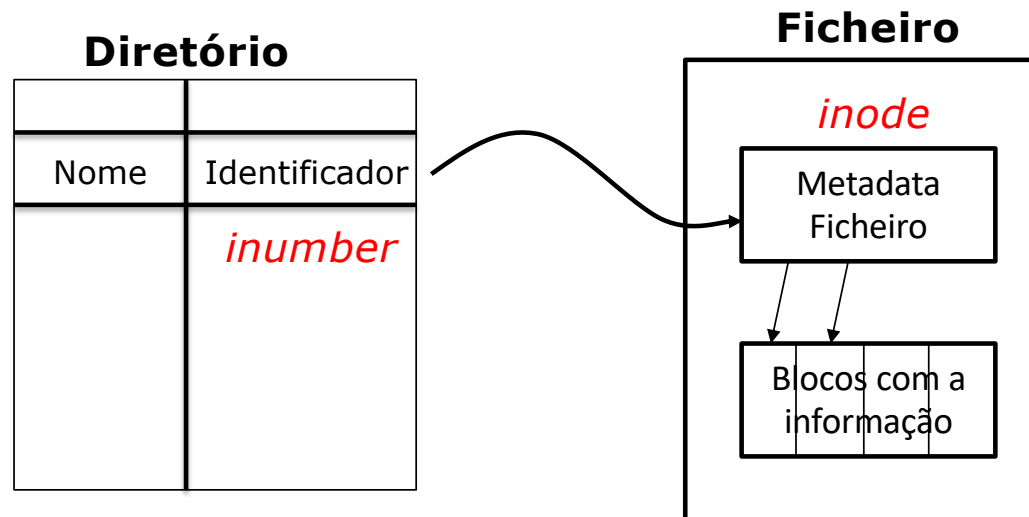 Diretório
Nome
Identificador
inumber
Ficheiro
inode
Metadata
Ficheiro
Blocos com a
informação